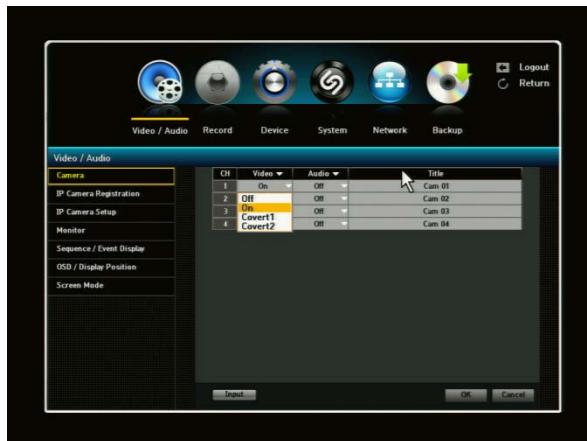 Logout
Return
Video / Audio Record Device System Network Backup
Video / Audio
Camera
IP Camera Registration
IP Camera Setup
Monitor
Sequence / Event Display
OSD / Display Position
Screen Mode
CH Video Audio Title
1 On Off Cam 01
2 Off Cam 02
3 Off Cam 03
4 Off Cam 04
Off
On
Covert1
Covert2
Input OK Cancel